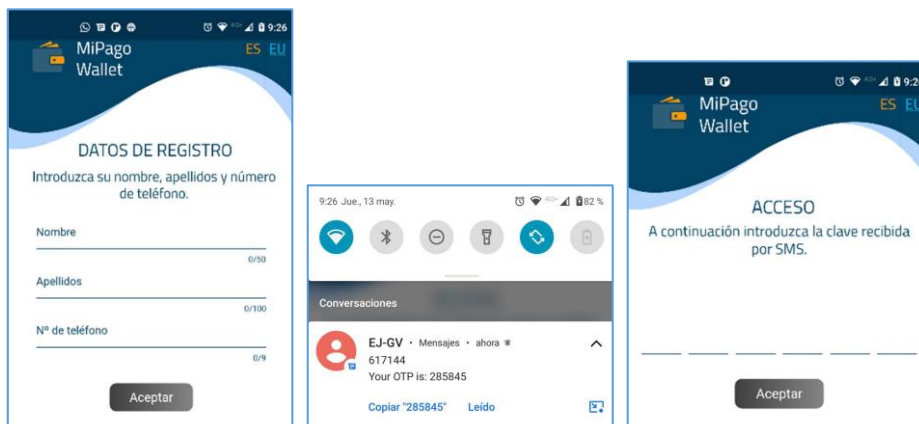 9:26
MiPago
Wallet
ES EU
DATOS DE REGISTRO
Introduzca su nombre, apellidos y número
de teléfono.
Nombre
0/50
Apellidos
0/100
Nº de teléfono
0/9
Aceptar
9:26 Jue., 13 may.
82 %
Conversaciones
EJ-GV · Mensajes · ahora
617144
Your OTP is: 285845
Copiar "285845" Leído
MiPago
Wallet
ES EU
ACCESO
A continuación introduzca la clave recibida
por SMS.
Aceptar